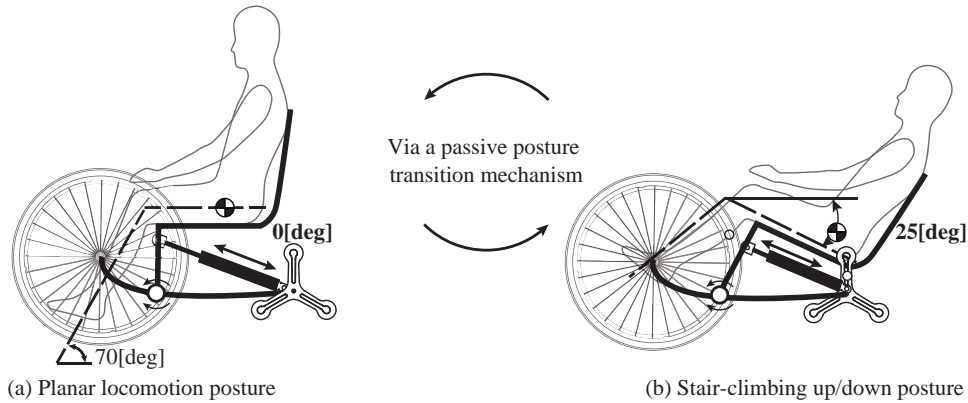 Via a passive posture
transition mechanism
0[deg]
25[deg]
70[deg]
(a) Planar locomotion posture
(b) Stair-climbing up/down posture